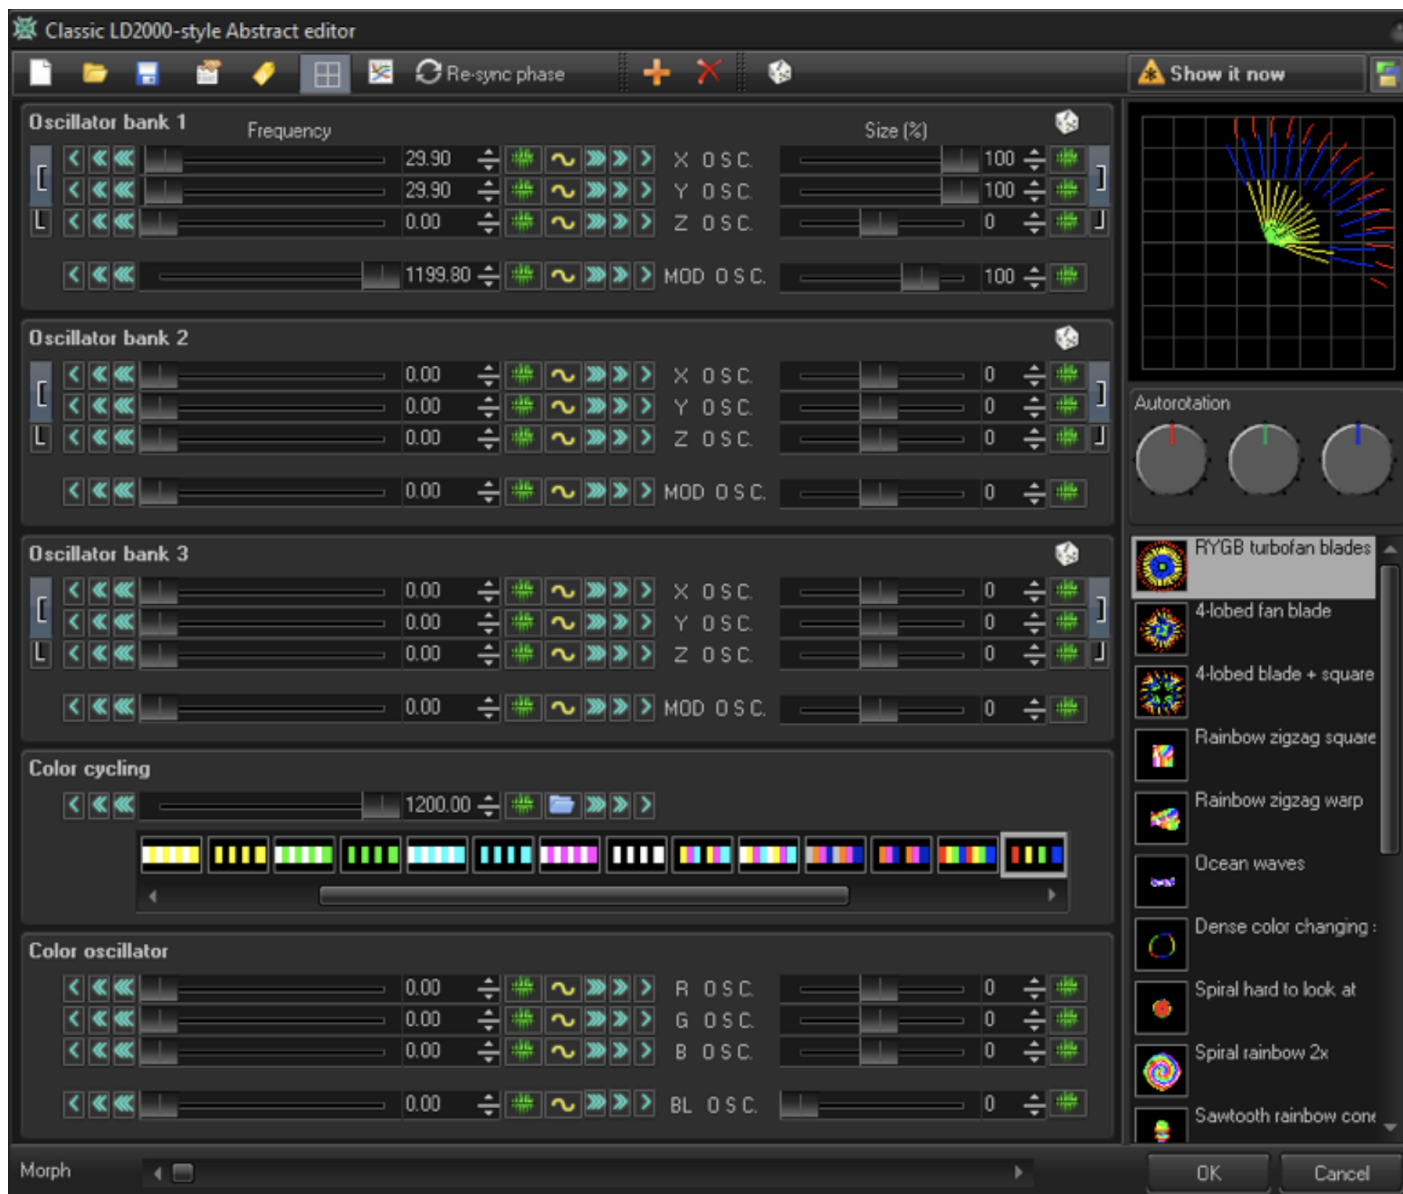 Classic LD2000-style Abstract editor
Re-sync phase
Show it now
Oscillator bank 1
Frequency
Size (%)
29.90 X OSC. 100
29.90 Y OSC. 100
L 0.00 Z OSC. 0
1199.80 MOD OSC. 100
Oscillator bank 2
0.00 X OSC. 0
0.00 Y OSC. 0
L 0.00 Z OSC. 0
0.00 MOD OSC. 0
Oscillator bank 3
0.00 X OSC. 0
0.00 Y OSC. 0
L 0.00 Z OSC. 0
0.00 MOD OSC. 0
Color cycling
1200.00
Color oscillator
0.00 R OSC. 0
0.00 G OSC. 0
0.00 B OSC. 0
0.00 BL OSC. 0
Autorotation
RYGB turbofan blades
4-lobed fan blade
4-lobed blade + square
Rainbow zigzag square
Rainbow zigzag warp
Ocean waves
Dense color changing
Spiral hard to look at
Spiral rainbow 2x
Sawtooth rainbow cone
Morph
OK
Cancel